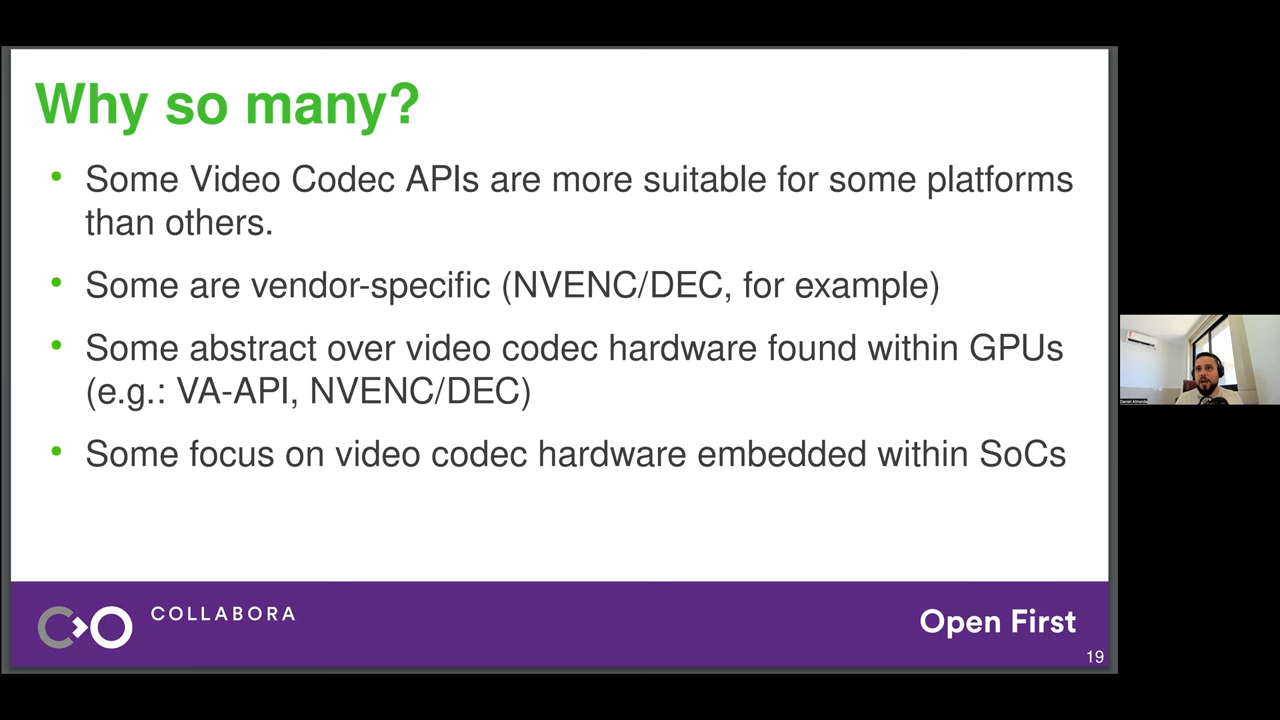 Why so many?
• Some Video Codec APIs are more suitable for some platforms
than others.
• Some are vendor-specific (NVENC/DEC, for example)
• Some abstract over video codec hardware found within GPUs
(e.g.: VA-API, NVENC/DEC)
• Some focus on video codec hardware embedded within SoCs
COLLABORA
Open First
19
Daniel Almeida